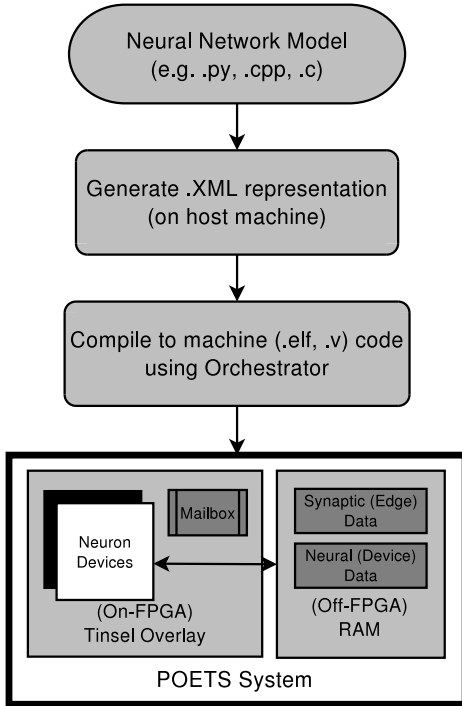 Neural Network Model
(e.g. .py, .cpp, .c)
Generate .XML representation
(on host machine)
Compile to machine (.elf, .v) code
using Orchestrator
Mailbox
Neuron
Devices
(On-FPGA)
Tinsel Overlay
Synaptic (Edge)
Data
Neural (Device)
Data
(Off-FPGA)
RAM
POETS System